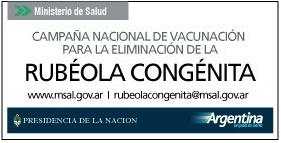 Ministerio de Salud
CAMPAÑA NACIONAL DE VACUNACIÓN
PARA LA ELIMINACIÓN DE LA
RUBÉOLA CONGÉNITA
www.msal.gov.ar | rubeolacongenita@msal.gov.ar
PRESIDENCIA DE LA NACION
Argentina